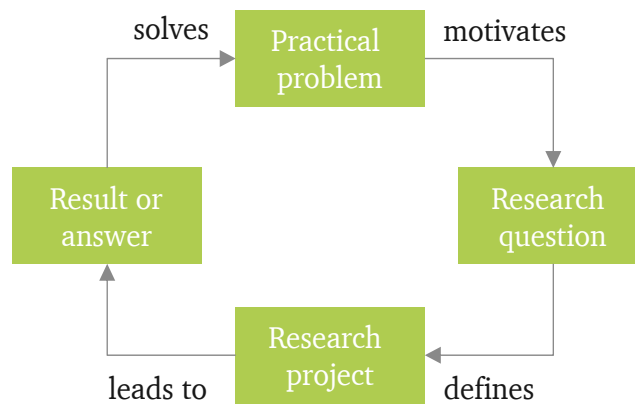 solves
Practical
problem
motivates
Result or
answer
Research
question
leads to
Research
project
defines